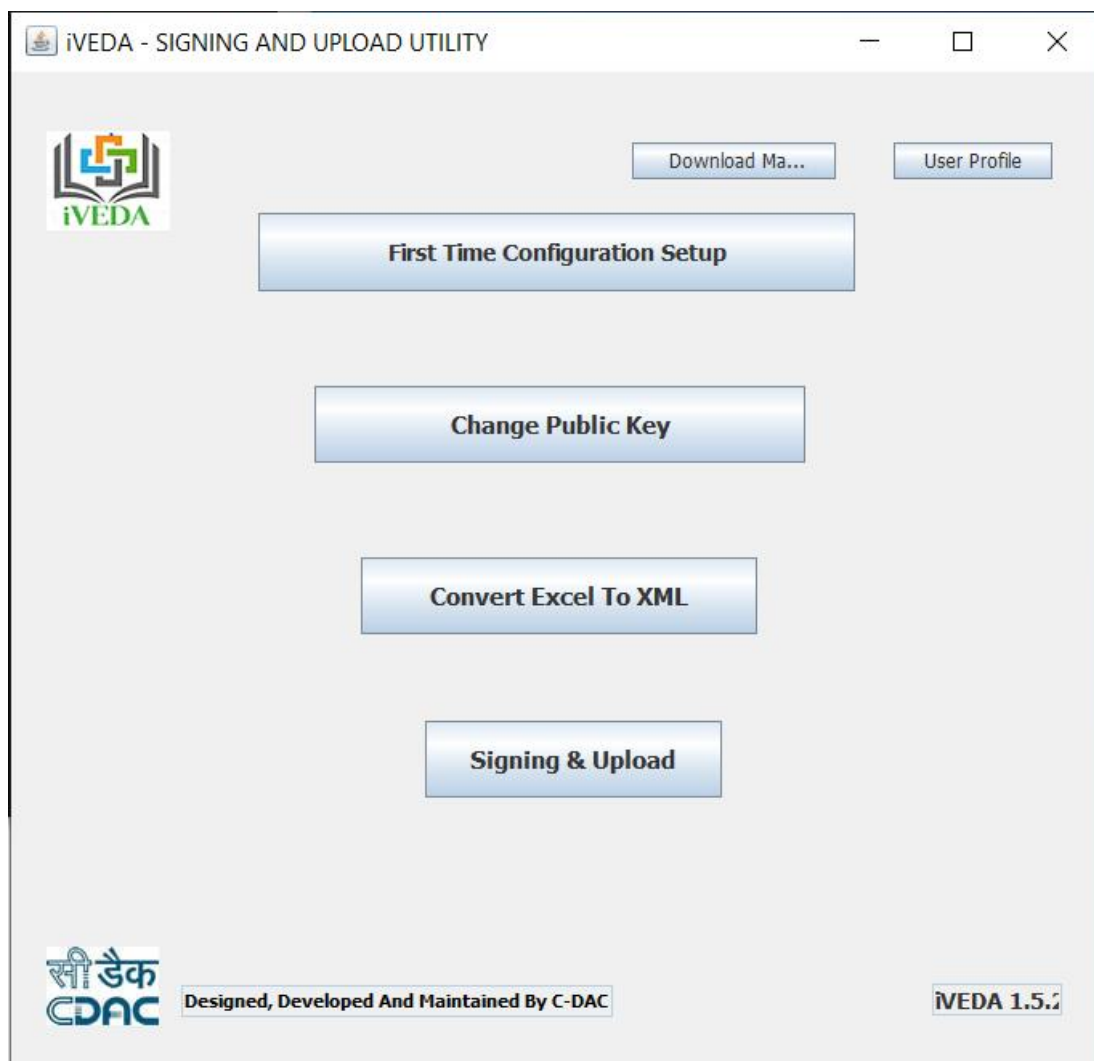 iVEDA - SIGNING AND UPLOAD UTILITY
iVEDA
Download Ma...
User Profile
First Time Configuration Setup
Change Public Key
Convert Excel To XML
Signing & Upload
सी डैक
CDAC
Designed, Developed And Maintained By C-DAC
iVEDA 1.5.2